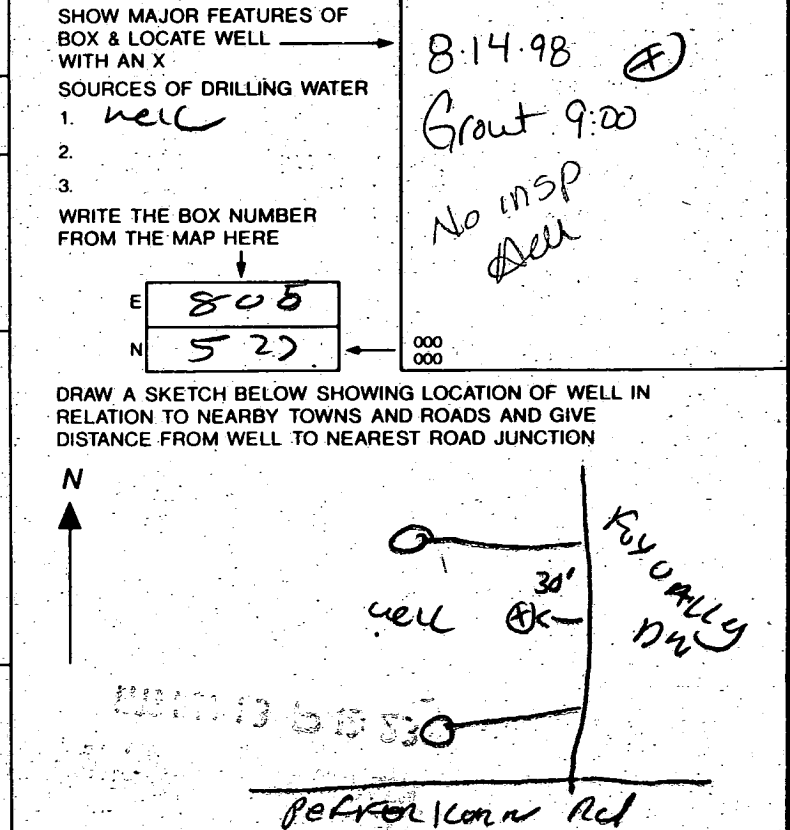 SHOW MAJOR FEATURES OF
BOX & LOCATE WELL
WITH AN X
SOURCES OF DRILLING WATER
1. well
2.
3.
WRITE THE BOX NUMBER
FROM THE MAP HERE
E 805
N 527
8·14·98
Grout 9:00
No insp
000
000
DRAW A SKETCH BELOW SHOWING LOCATION OF WELL IN
RELATION TO NEARBY TOWNS AND ROADS AND GIVE
DISTANCE FROM WELL TO NEAREST ROAD JUNCTION
N
30'
well
Rd